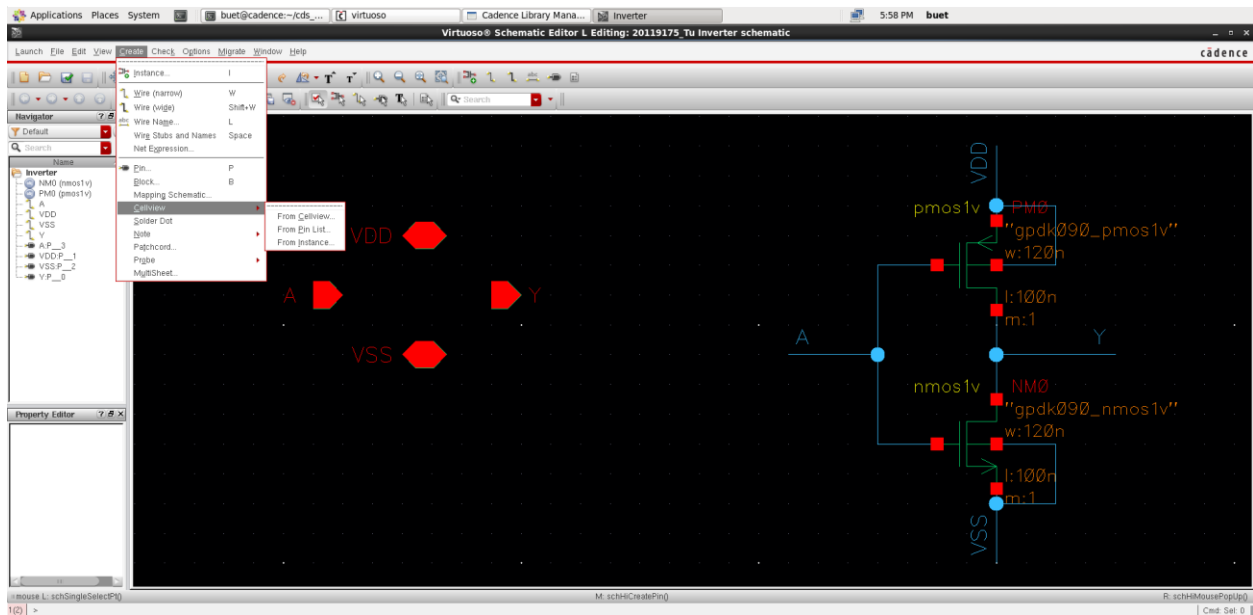 Applications Places System buet@cadence:~/cds_... virtuoso Cadence Library Mana... Inverter 5:58 PM buet
Virtuoso® Schematic Editor L Editing: 20119175_Tu Inverter schematic
Launch File Edit View Create Check Options Migrate Window Help cādence
Search
Navigator
Default
Search
Name
Inverter
NM0 (nmos1v)
PM0 (pmos1v)
A
VDD
VSS
Y
A:P__3
VDD:P__1
VSS:P__2
Y:P__0
Instance... I
Wire (narrow) W
Wire (wide) Shift+W
Wire Name... L
Wire Stubs and Names Space
Net Expression...
Pin... P
Block... B
Mapping Schematic...
Cellview
Solder Dot
Note
Patchcord...
Probe
MultiSheet...
From Cellview...
From Pin List...
From Instance...
VDD
A
Y
VSS
VDD
pmos1v PM0
"gpdk090_pmos1v"
w:120n
l:100n
m:1
A
Y
nmos1v NM0
"gpdk090_nmos1v"
w:120n
l:100n
m:1
VSS
Property Editor
mouse L: schSingleSelectPt() M: schHiCreatePin() R: schHiMousePopUp()
1(2) > Cmd: Sel: 0